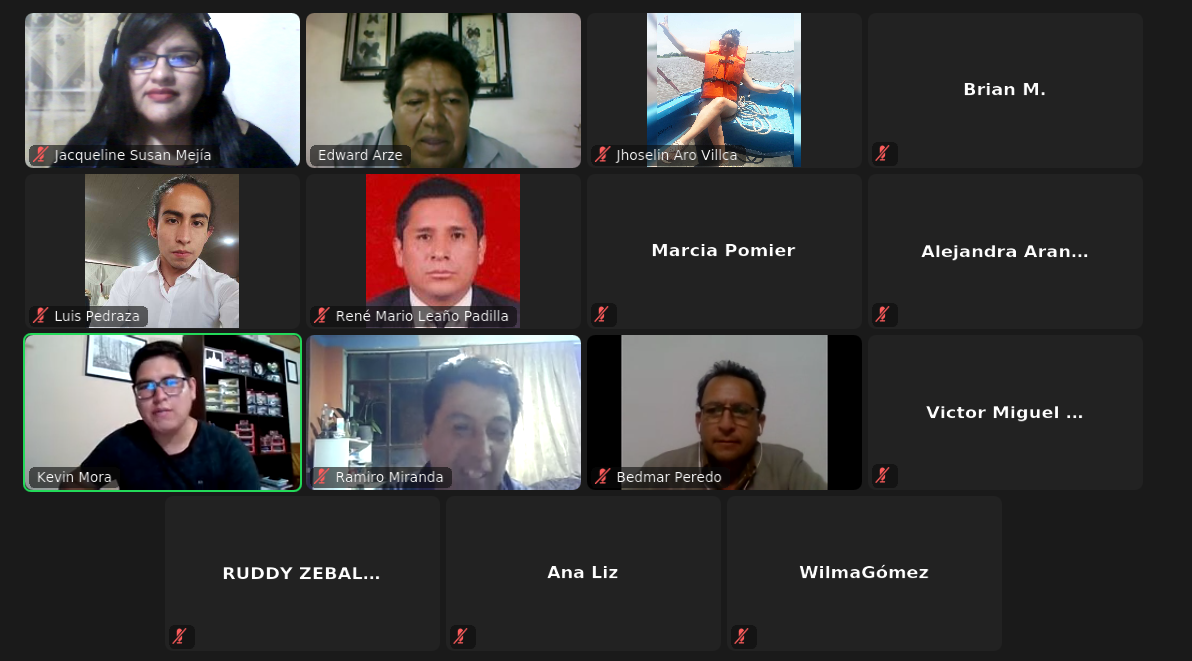 Jacqueline Susan Mejía
Edward Arze
Jhoselin Aro Villca
Brian M.
Luis Pedraza
René Mario Leaño Padilla
Marcia Pomier
Alejandra Aran...
Kevin Mora
Ramiro Miranda
Bedmar Peredo
Victor Miguel ...
RUDDY ZEBAL...
Ana Liz
WilmaGómez